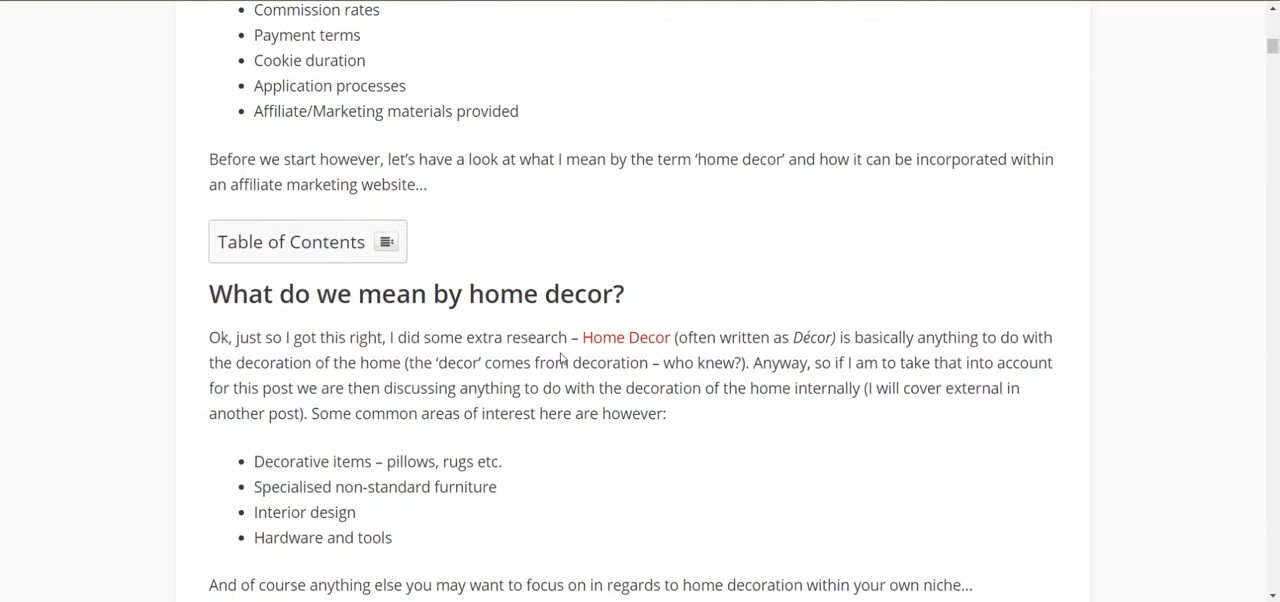 Commission rates
Payment terms
Cookie duration
Application processes
Affiliate/Marketing materials provided
Before we start however, let’s have a look at what I mean by the term ‘home decor’ and how it can be incorporated within
an affiliate marketing website…
Table of Contents
What do we mean by home decor?
Ok, just so I got this right, I did some extra research – Home Decor (often written as Décor) is basically anything to do with
the decoration of the home (the ‘decor’ comes from decoration – who knew?). Anyway, so if I am to take that into account
for this post we are then discussing anything to do with the decoration of the home internally (I will cover external in
another post). Some common areas of interest here are however:
Decorative items – pillows, rugs etc.
Specialised non-standard furniture
Interior design
Hardware and tools
And of course anything else you may want to focus on in regards to home decoration within your own niche…